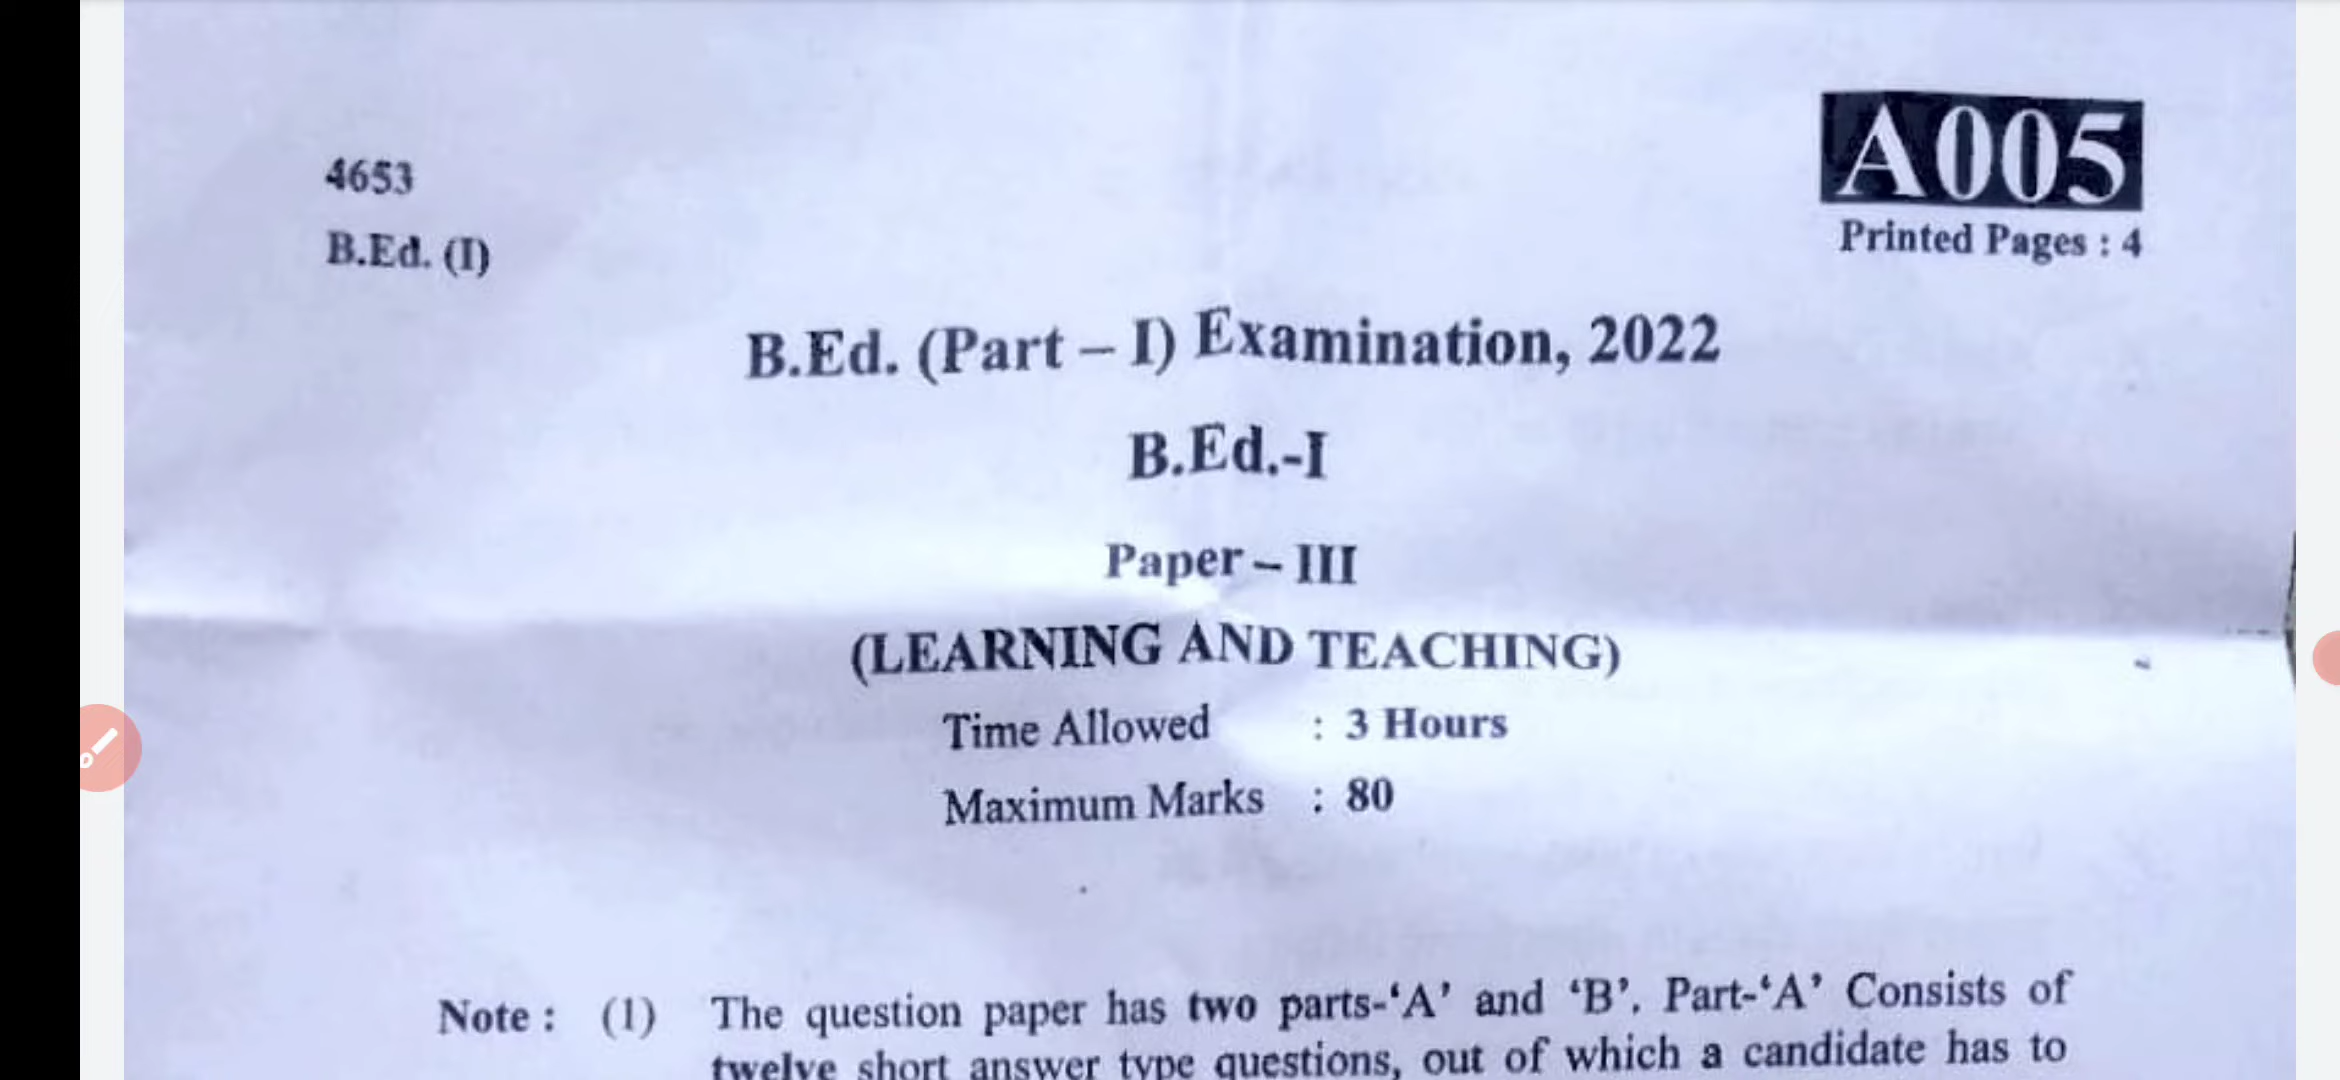 A005
4653
Printed Pages : 4
B.Ed. (I)
B.Ed. (Part – I) Examination, 2022
B.Ed.-I
Paper – III
(LEARNING AND TEACHING)
Time Allowed : 3 Hours
Maximum Marks : 80
Note : (1) The question paper has two parts-‘A’ and ‘B’. Part-‘A’ Consists of
twelve short answer type questions, out of which a candidate has to